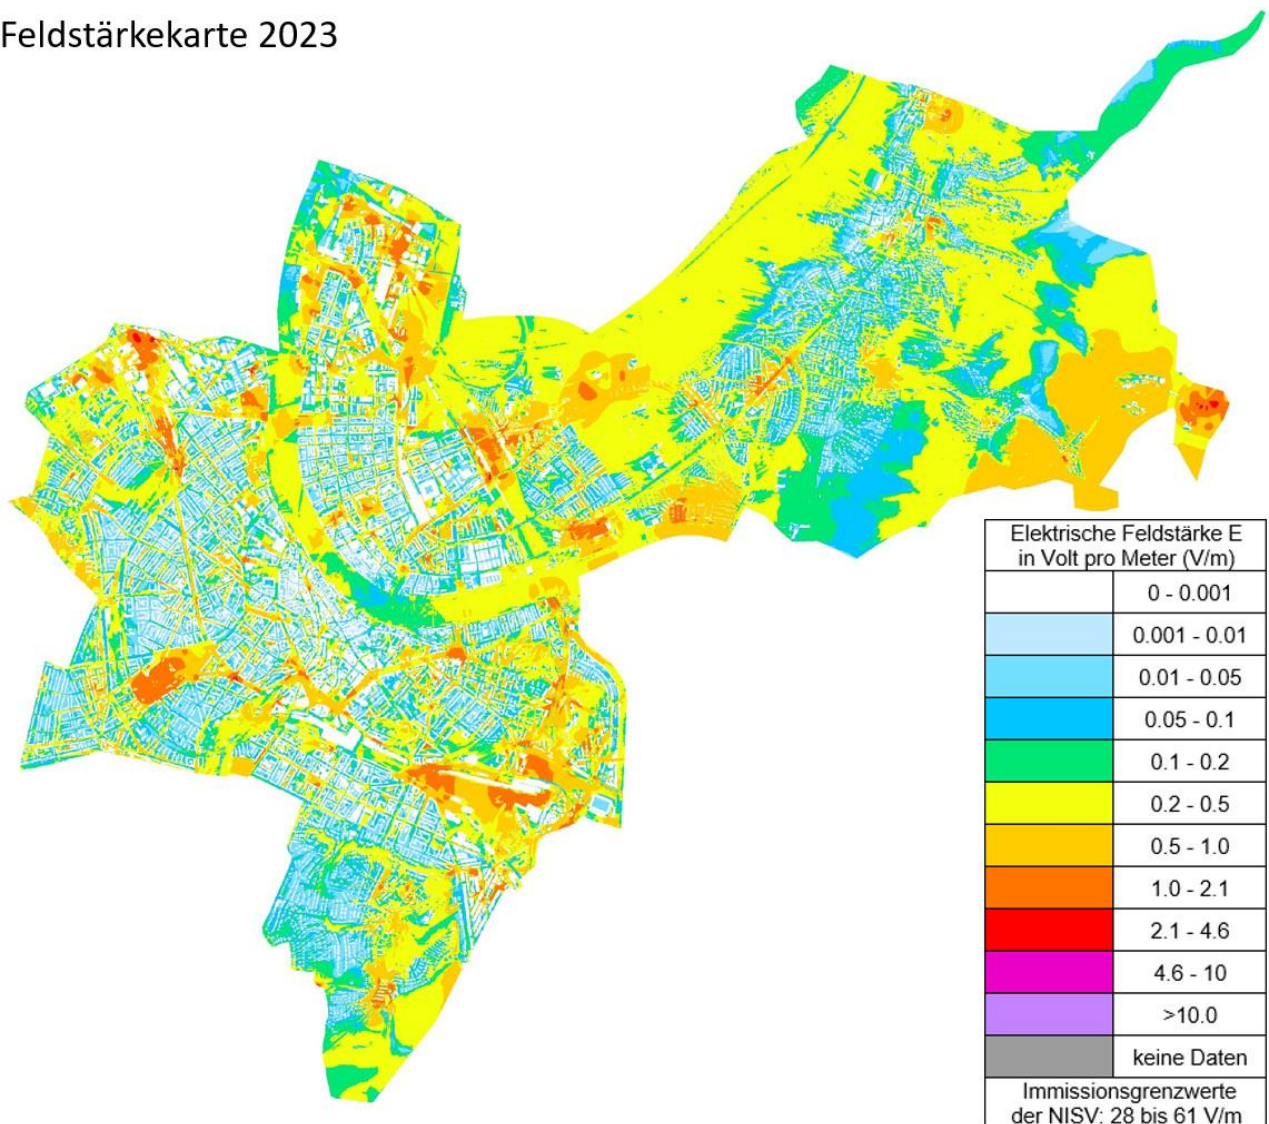 Feldstärkekarte 2023
Elektrische Feldstärke E
in Volt pro Meter (V/m)
0 - 0.001
0.001 - 0.01
0.01 - 0.05
0.05 - 0.1
0.1 - 0.2
0.2 - 0.5
0.5 - 1.0
1.0 - 2.1
2.1 - 4.6
4.6 - 10
>10.0
keine Daten
Immissionsgrenzwerte
der NISV: 28 bis 61 V/m